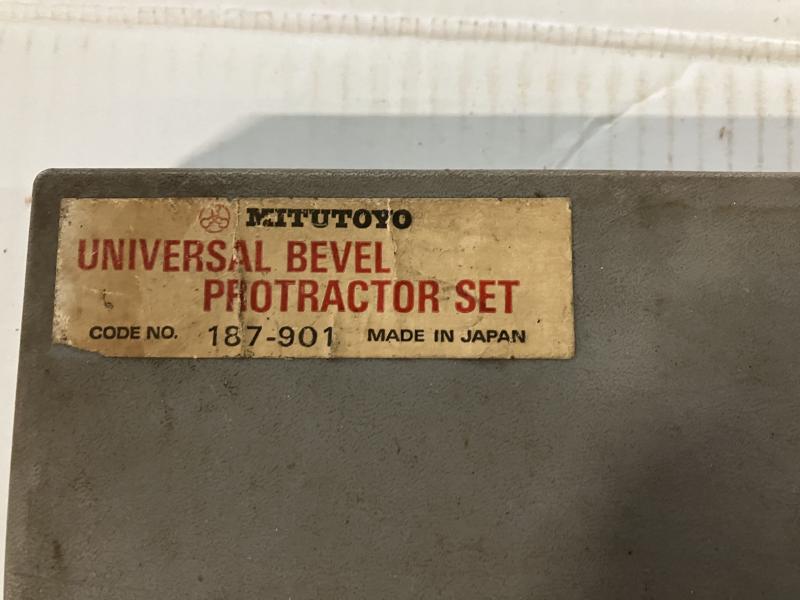 MITUTOYO
UNIVERSAL BEVEL
PROTRACTOR SET
CODE NO. 187-901 MADE IN JAPAN